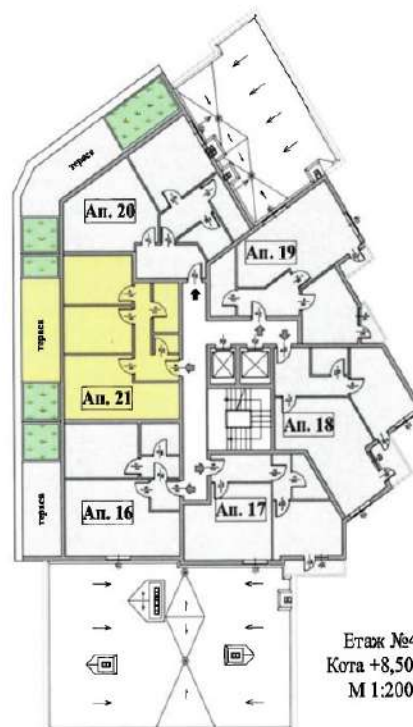 тераса
Ап. 20
Ап. 19
тераса
Ап. 21
Ап. 18
тераса
Ап. 16
Ап. 17
Етаж №4
Кота +8,50
М 1:200